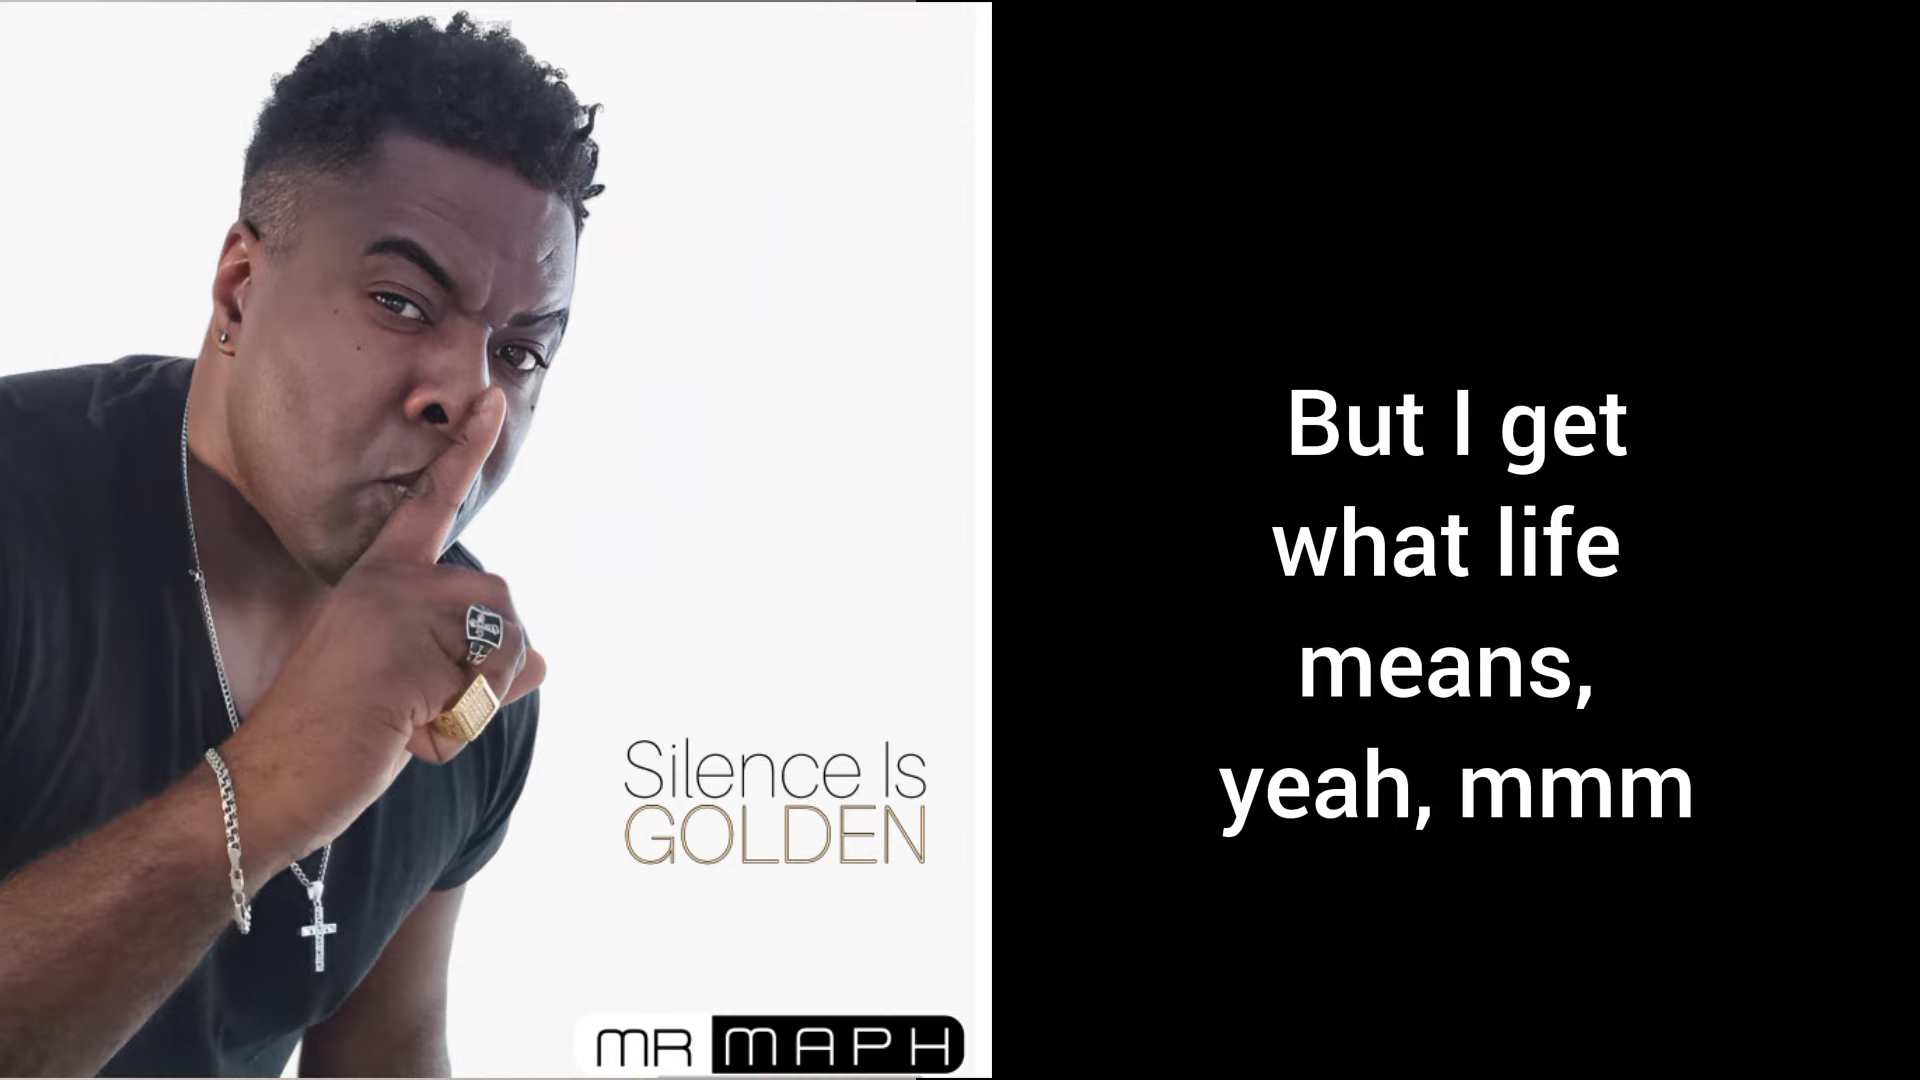 Silence Is
GOLDEN
MR MAPH
But I get
what life
means,
yeah, mmm